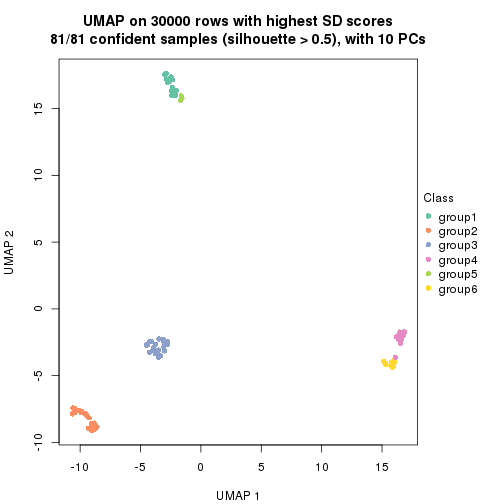 UMAP on 30000 rows with highest SD scores
81/81 confident samples (silhouette > 0.5), with 10 PCs
15
10
5
0
-5
-10
UMAP 2
-10
-5
0
5
10
15
UMAP 1
Class
group1
group2
group3
group4
group5
group6